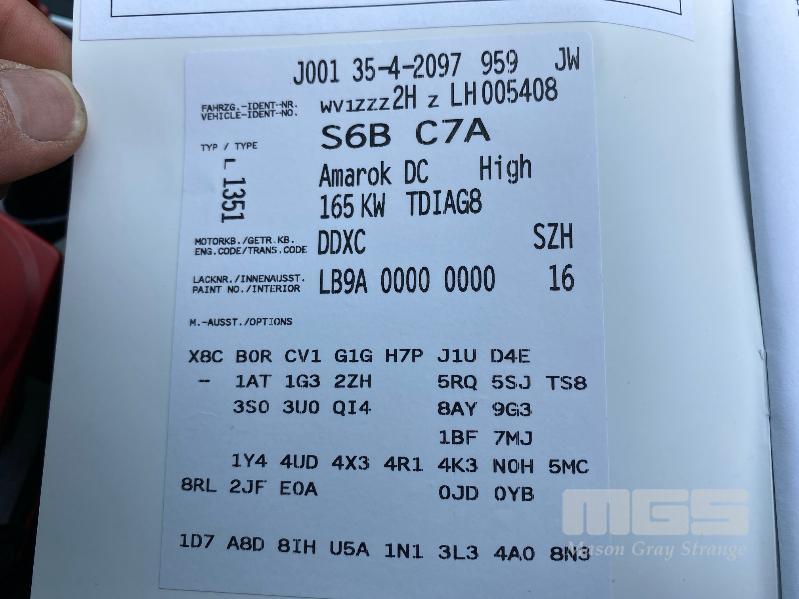 J001 35-4-2097 959 JW
FAHRZG.-IDENT-NR.
VEHICLE-IDENT-NO.
WV1ZZZ2H Z LH005408
TYP / TYPE
S6B C7A
L 1351
Amarok DC High
165 KW TDIAG8
MOTORKB./GETR.KB.
ENG.CODE/TRANS.CODE
DDXC SZH
LACKNR./INNENAUSST.
PAINT NO./INTERIOR
LB9A 0000 0000 16
M.-AUSST./OPTIONS
X8C B0R CV1 G1G H7P J1U D4E
-- 1AT 1G3 2ZH 5RQ 5SJ TS8
3S0 3U0 QI4 8AY 9G3
1BF 7MJ
1Y4 4UD 4X3 4R1 4K3 N0H 5MC
8RL 2JF E0A 0JD 0YB
1D7 A8D 8IH U5A 1N1 3L3 4A0 8N3
MGS
Mason Gray Strange